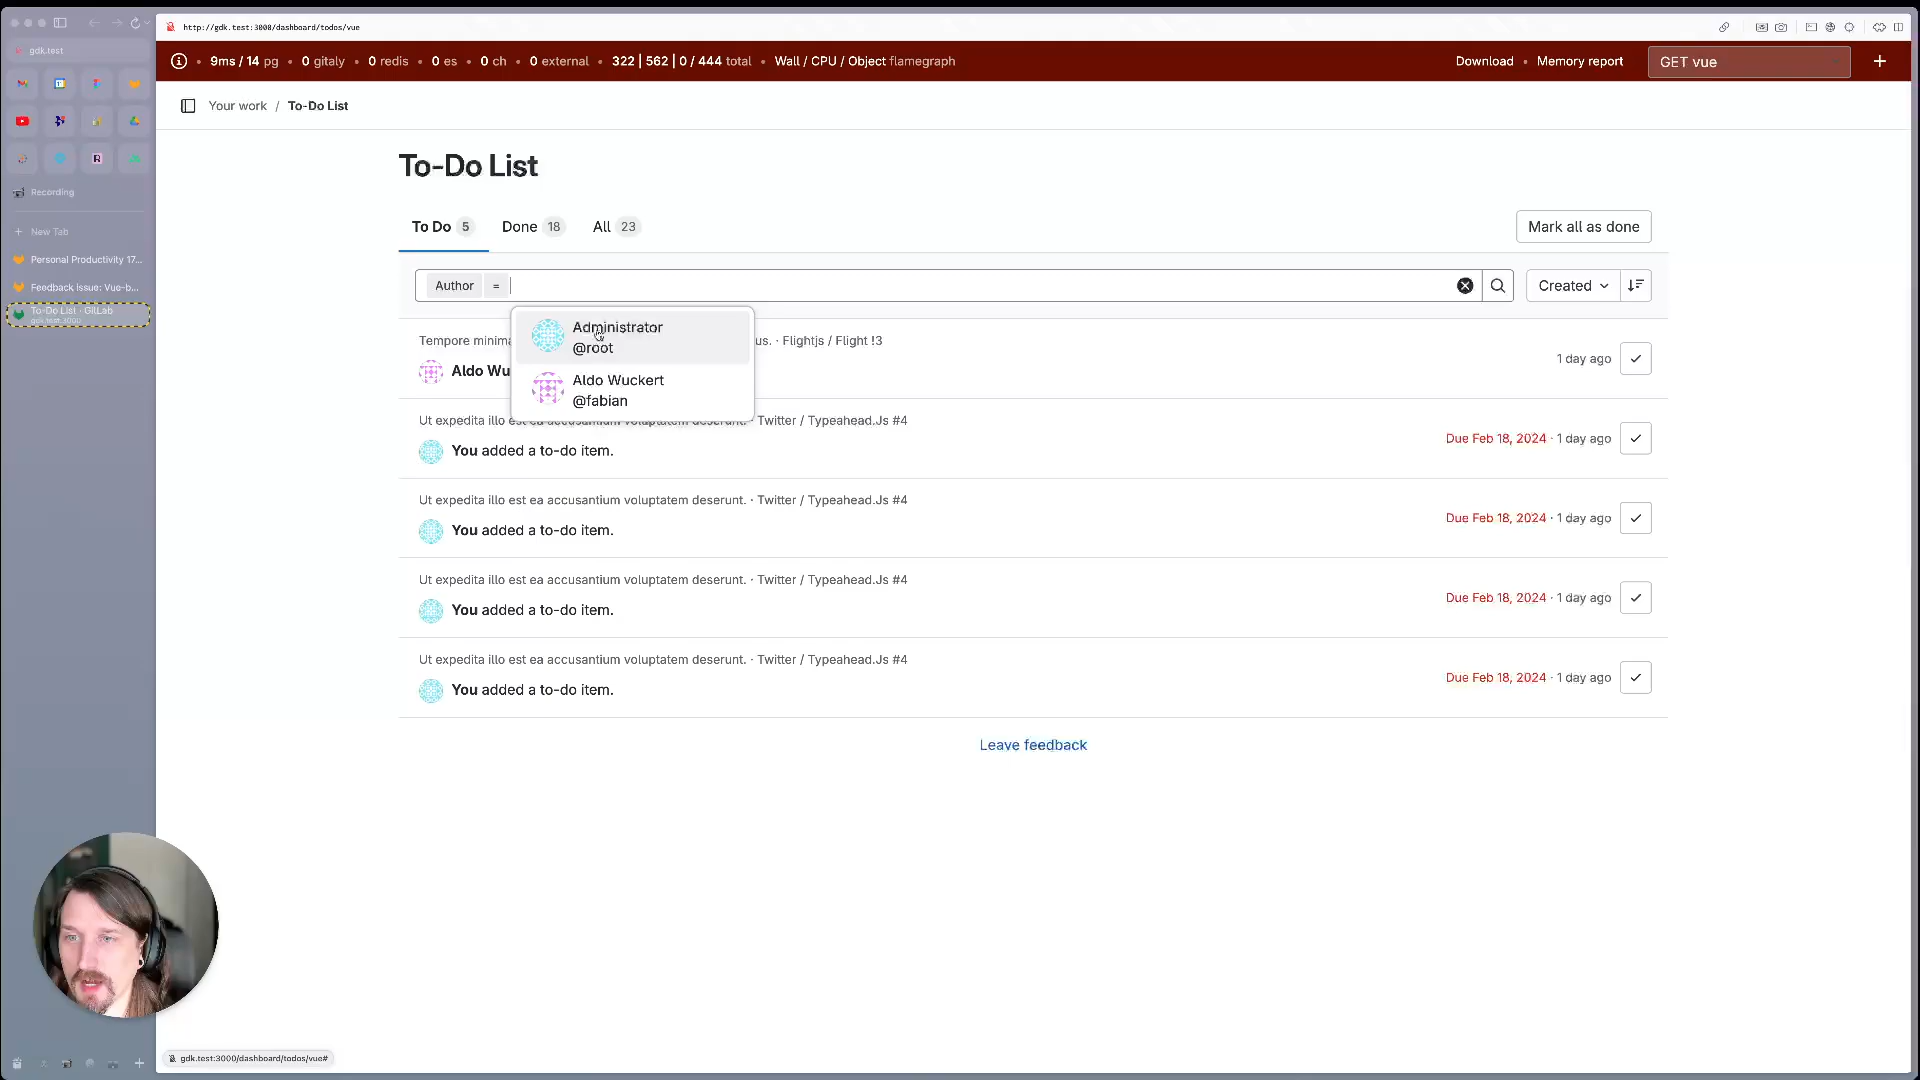 http://gdk.test:3000/dashboard/todos/vue
gdk.test
9ms / 14 pg • 0 gitaly • 0 redis • 0 es • 0 ch • 0 external • 322 | 562 | 0 / 444 total • Wall / CPU / Object flamegraph
Download • Memory report
GET vue
Your work / To-Do List
Recording
New Tab
Personal Productivity 17...
Feedback issue: Vue-b...
To-Do List · GitLab
gdk.test:3000
To-Do List
To Do 5
Done 18
All 23
Mark all as done
Author =
Created
Administrator
@root
Aldo Wuckert
@fabian
Tempore minima
us. · Flightjs / Flight !3
1 day ago
Aldo Wu
Ut expedita illo est ea accusantium voluptatem deserunt. · Twitter / Typeahead.Js #4
You added a to-do item.
Due Feb 18, 2024 · 1 day ago
Ut expedita illo est ea accusantium voluptatem deserunt. · Twitter / Typeahead.Js #4
You added a to-do item.
Due Feb 18, 2024 · 1 day ago
Ut expedita illo est ea accusantium voluptatem deserunt. · Twitter / Typeahead.Js #4
You added a to-do item.
Due Feb 18, 2024 · 1 day ago
Ut expedita illo est ea accusantium voluptatem deserunt. · Twitter / Typeahead.Js #4
You added a to-do item.
Due Feb 18, 2024 · 1 day ago
Leave feedback
gdk.test:3000/dashboard/todos/vue#